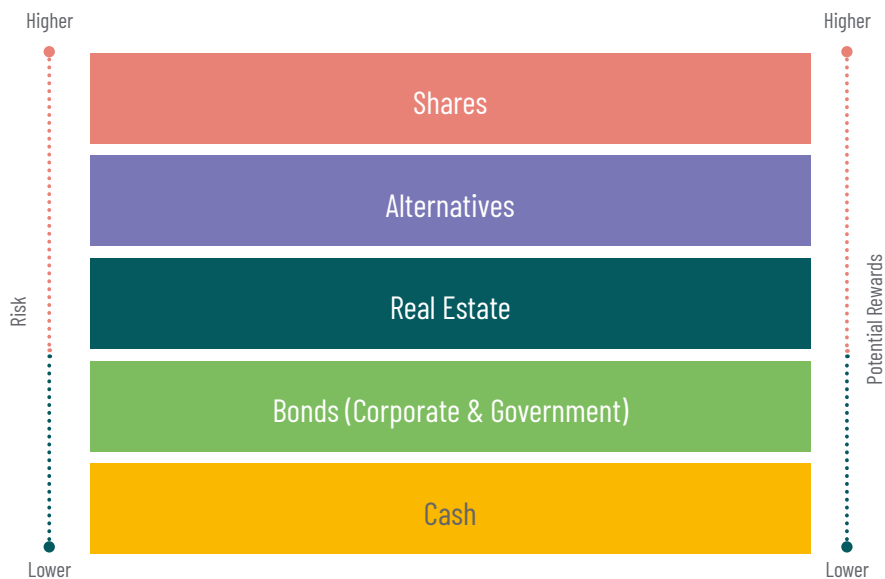 Higher
Higher
Shares
Alternatives
Real Estate
Risk
Potential Rewards
Bonds (Corporate & Government)
Cash
Lower
Lower